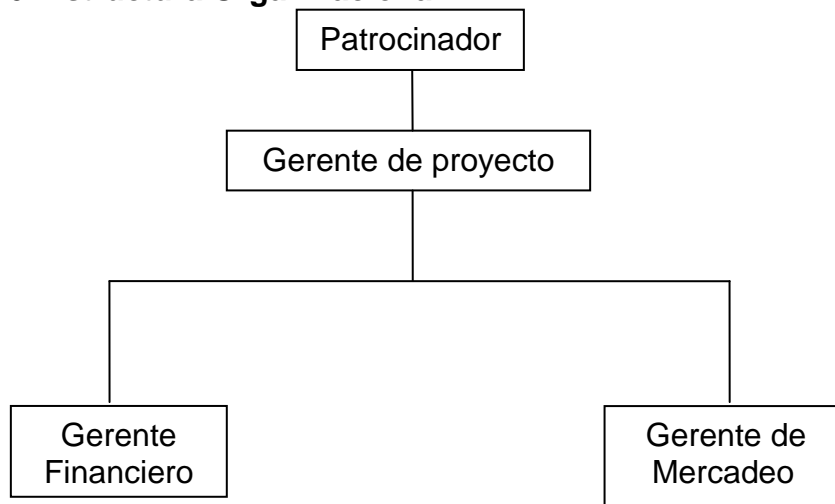 Patrocinador
Gerente de proyecto
Gerente
Financiero
Gerente de
Mercadeo